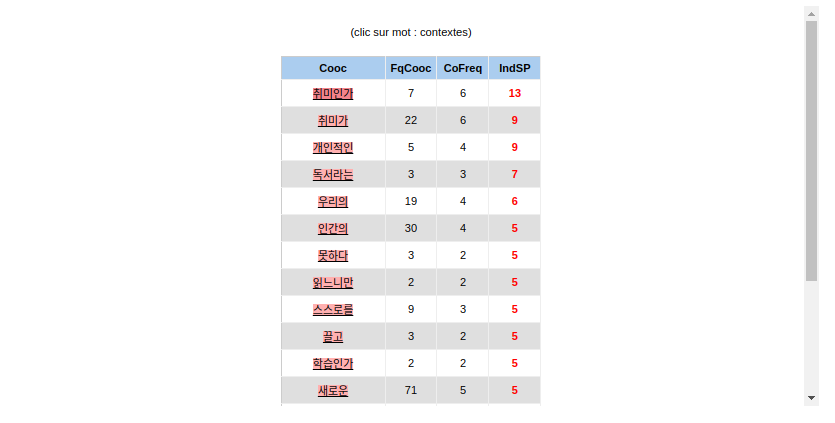 (clic sur mot : contextes)
Cooc FqCooc CoFreq IndSP
취미인가 7 6 13
취미가 22 6 9
개인적인 5 4 9
독서라는 3 3 7
우리의 19 4 6
인간의 30 4 5
못하다 3 2 5
읽느니만 2 2 5
스스로를 9 3 5
끌고 3 2 5
학습인가 2 2 5
새로운 71 5 5